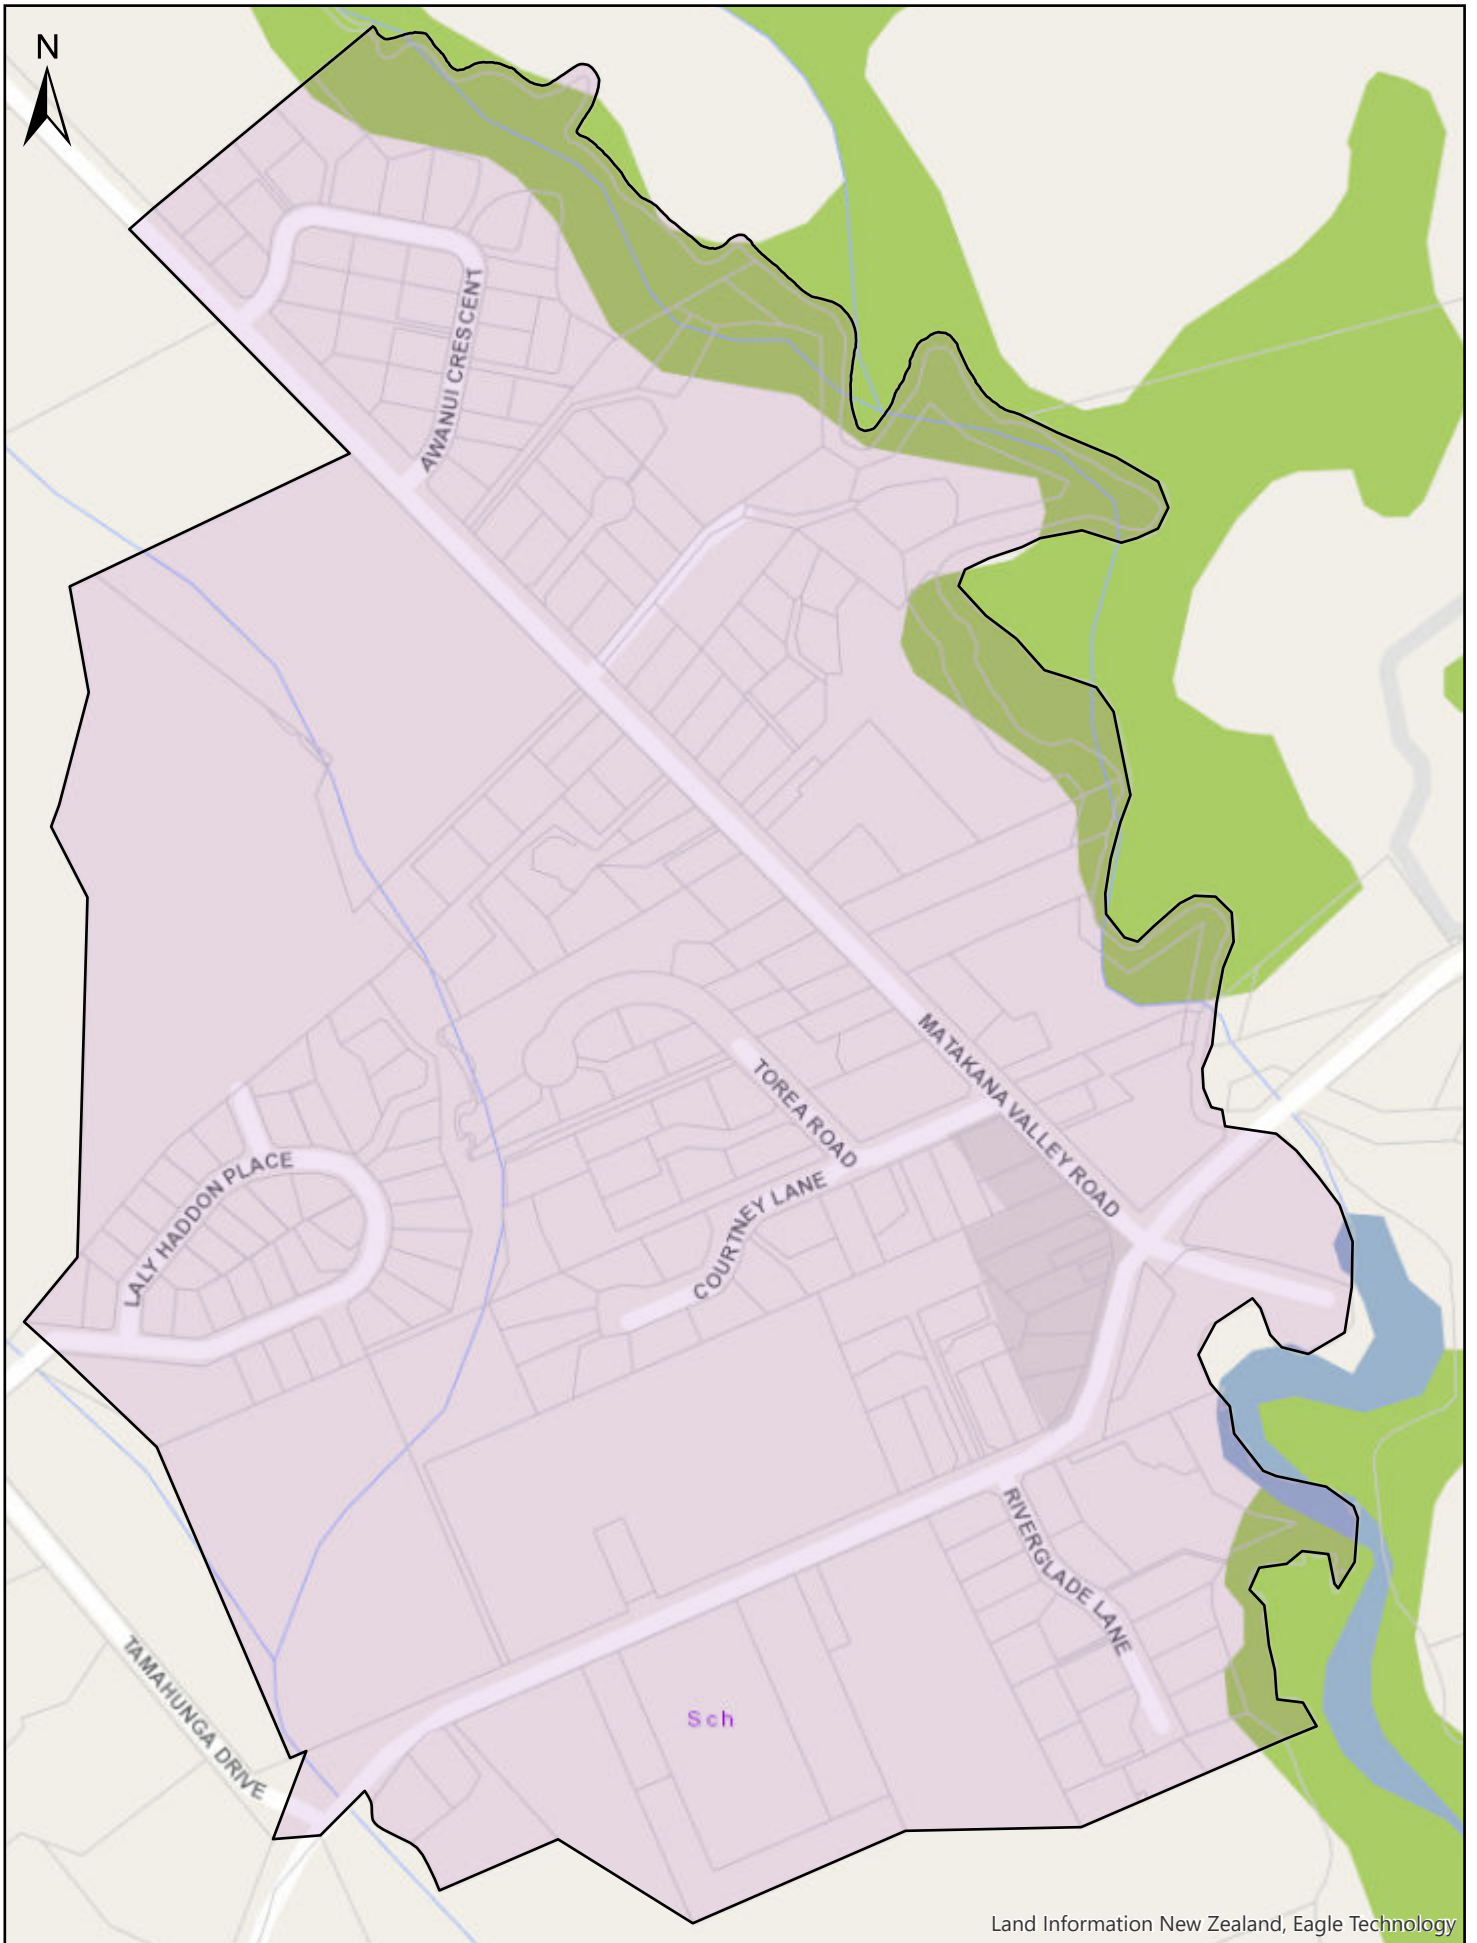 N
AWANUI CRESCENT
MATAKANA VALLEY ROAD
TOREA ROAD
COURTNEY LANE
LALY HADDON PLACE
RIVERGLADE LANE
TAMAHUNGA DRIVE
Sch
Land Information New Zealand, Eagle Technology